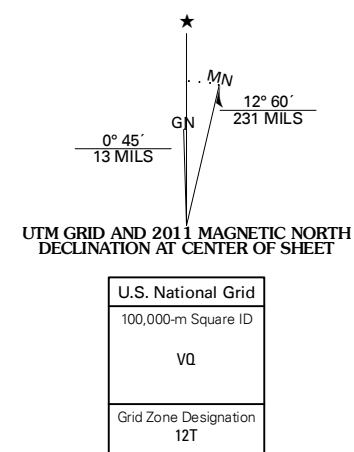 ★
MN
GN
12° 60´
231 MILS
0° 45´
13 MILS
UTM GRID AND 2011 MAGNETIC NORTH
DECLINATION AT CENTER OF SHEET
U.S. National Grid
100,000-m Square ID
VQ
Grid Zone Designation
12T